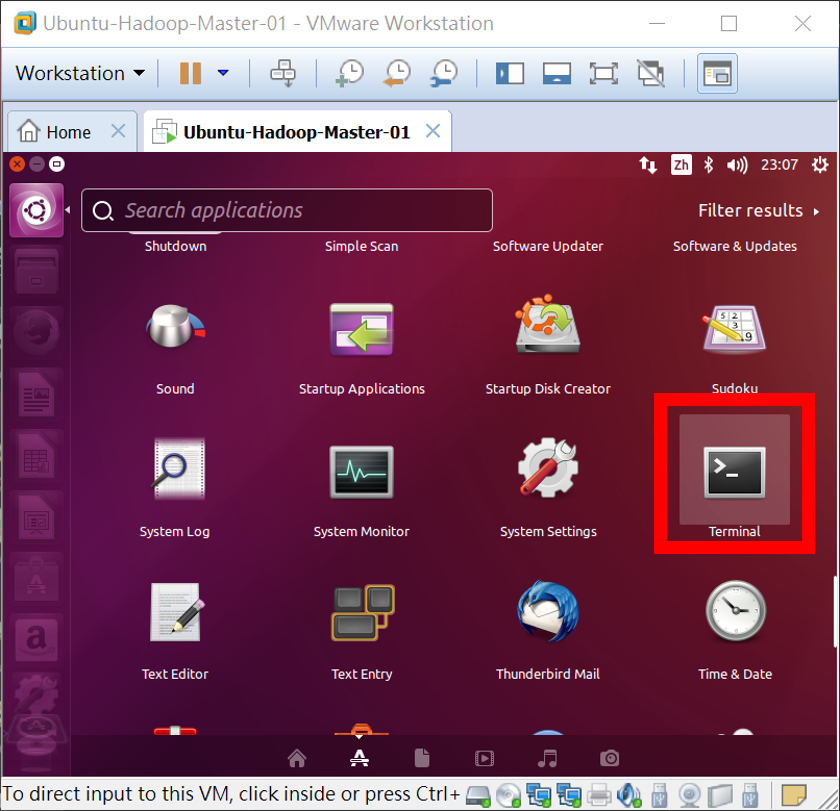 Ubuntu-Hadoop-Master-01 - VMware Workstation
Workstation
Home
Ubuntu-Hadoop-Master-01
Zh
23:07
Search applications
Filter results
Shutdown
Simple Scan
Software Updater
Software & Updates
Sound
Startup Applications
Startup Disk Creator
Sudoku
System Log
System Monitor
System Settings
Terminal
Text Editor
Text Entry
Thunderbird Mail
Time & Date
To direct input to this VM, click inside or press Ctrl+